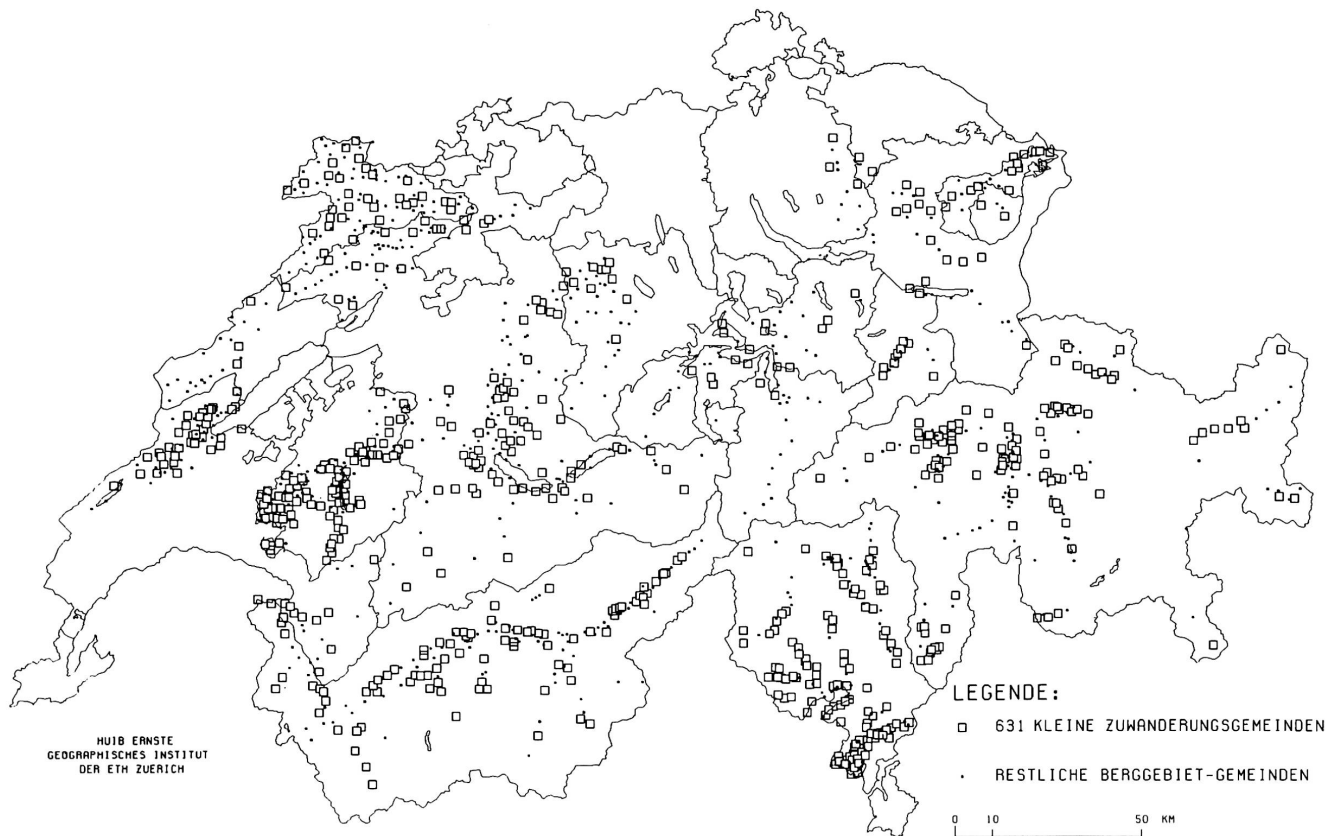 HUIB ERNSTE
GEOGRAPHISCHES INSTITUT
DER ETH ZUERICH
LEGENDE:
631 KLEINE ZUWANDERUNGSGEMEINDEN
RESTLICHE BERGGEBIET-GEMEINDEN
0 10 50 KM